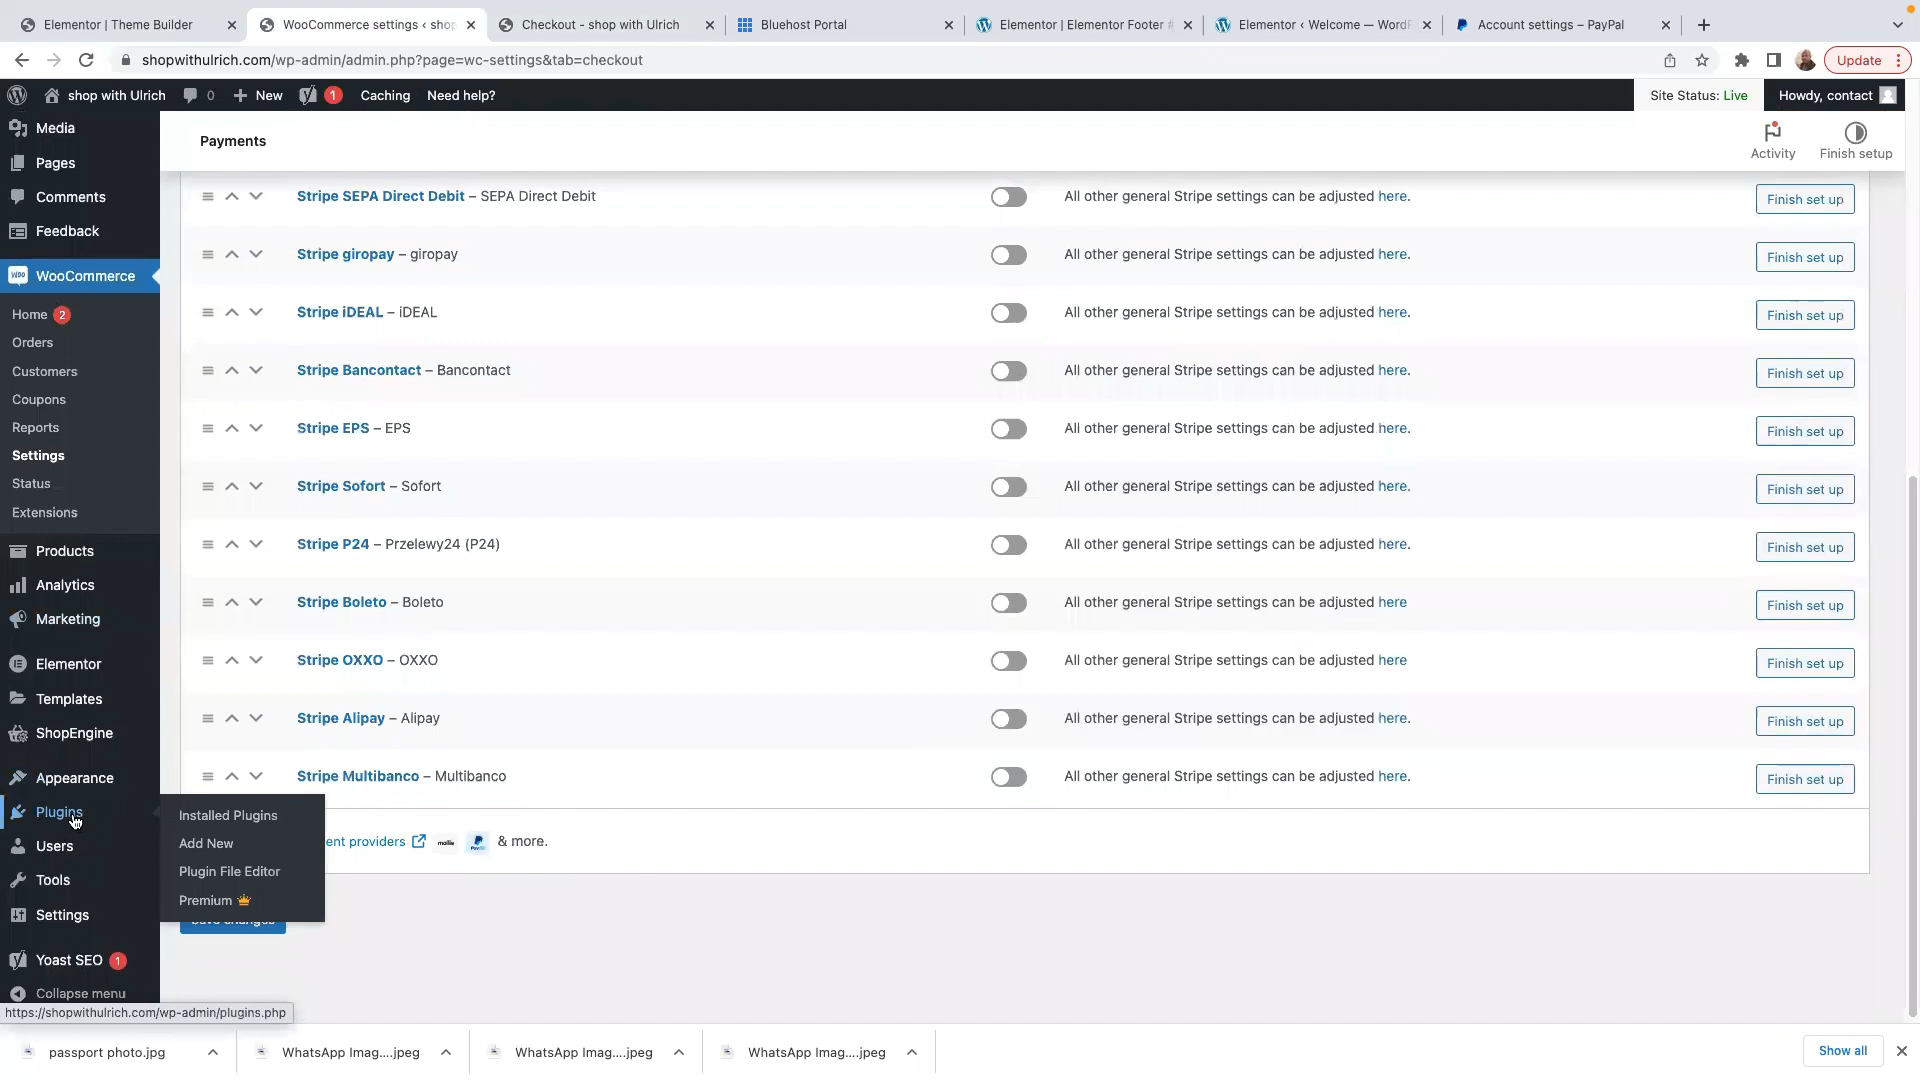 Elementor | Theme Builder
WooCommerce settings ‹ shop
Checkout - shop with Ulrich
Bluehost Portal
Elementor | Elementor Footer #
Elementor ‹ Welcome — WordP
Account settings – PayPal
shopwithulrich.com/wp-admin/admin.php?page=wc-settings&tab=checkout
Update
shop with Ulrich
0
New
1
Caching
Need help?
Site Status: Live
Howdy, contact
Media
Pages
Comments
Feedback
WooCommerce
Home 2
Orders
Customers
Coupons
Reports
Settings
Status
Extensions
Products
Analytics
Marketing
Elementor
Templates
ShopEngine
Appearance
Plugins
Users
Tools
Settings
Yoast SEO 1
Collapse menu
Installed Plugins
Add New
Plugin File Editor
Premium
Payments
Activity
Finish setup
Stripe SEPA Direct Debit – SEPA Direct Debit All other general Stripe settings can be adjusted here. Finish set up
Stripe giropay – giropay All other general Stripe settings can be adjusted here. Finish set up
Stripe iDEAL – iDEAL All other general Stripe settings can be adjusted here. Finish set up
Stripe Bancontact – Bancontact All other general Stripe settings can be adjusted here. Finish set up
Stripe EPS – EPS All other general Stripe settings can be adjusted here. Finish set up
Stripe Sofort – Sofort All other general Stripe settings can be adjusted here. Finish set up
Stripe P24 – Przelewy24 (P24) All other general Stripe settings can be adjusted here. Finish set up
Stripe Boleto – Boleto All other general Stripe settings can be adjusted here Finish set up
Stripe OXXO – OXXO All other general Stripe settings can be adjusted here Finish set up
Stripe Alipay – Alipay All other general Stripe settings can be adjusted here. Finish set up
Stripe Multibanco – Multibanco All other general Stripe settings can be adjusted here. Finish set up
ent providers mollie PayPal & more.
Save changes
https://shopwithulrich.com/wp-admin/plugins.php
passport photo.jpg
WhatsApp Imag....jpeg
WhatsApp Imag....jpeg
WhatsApp Imag....jpeg
Show all